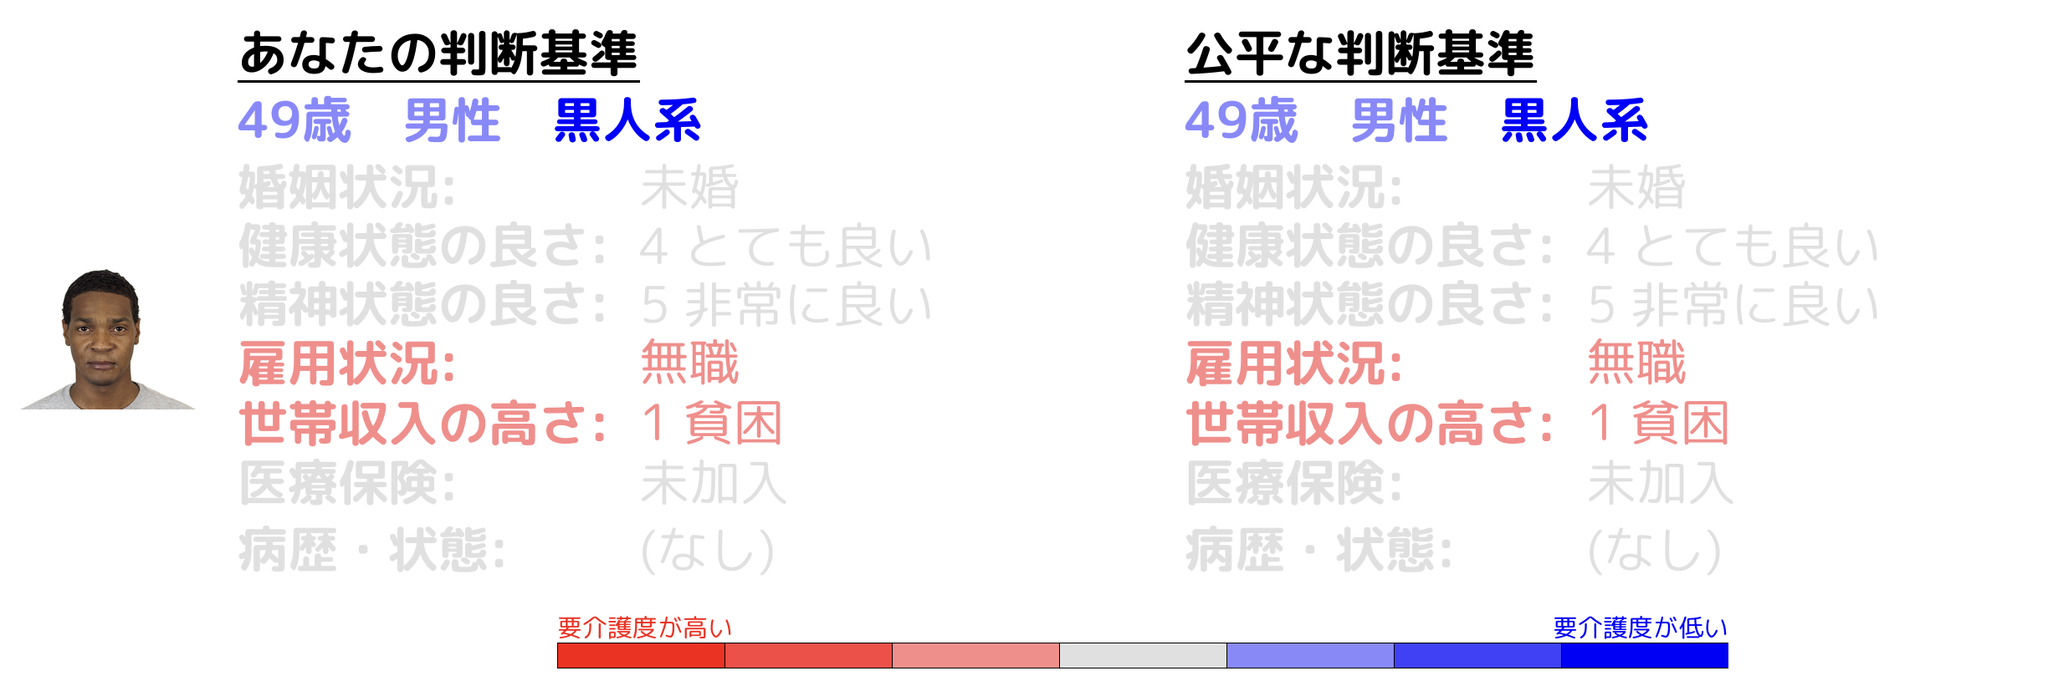 あなたの判断基準
49歳 男性 黒人系
婚姻状況: 未婚
健康状態の良さ: 4 とても良い
精神状態の良さ: 5 非常に良い
雇用状況: 無職
世帯収入の高さ: 1 貧困
医療保険: 未加入
病歴・状態: (なし)
公平な判断基準
49歳 男性 黒人系
婚姻状況: 未婚
健康状態の良さ: 4 とても良い
精神状態の良さ: 5 非常に良い
雇用状況: 無職
世帯収入の高さ: 1 貧困
医療保険: 未加入
病歴・状態: (なし)
要介護度が高い
要介護度が低い